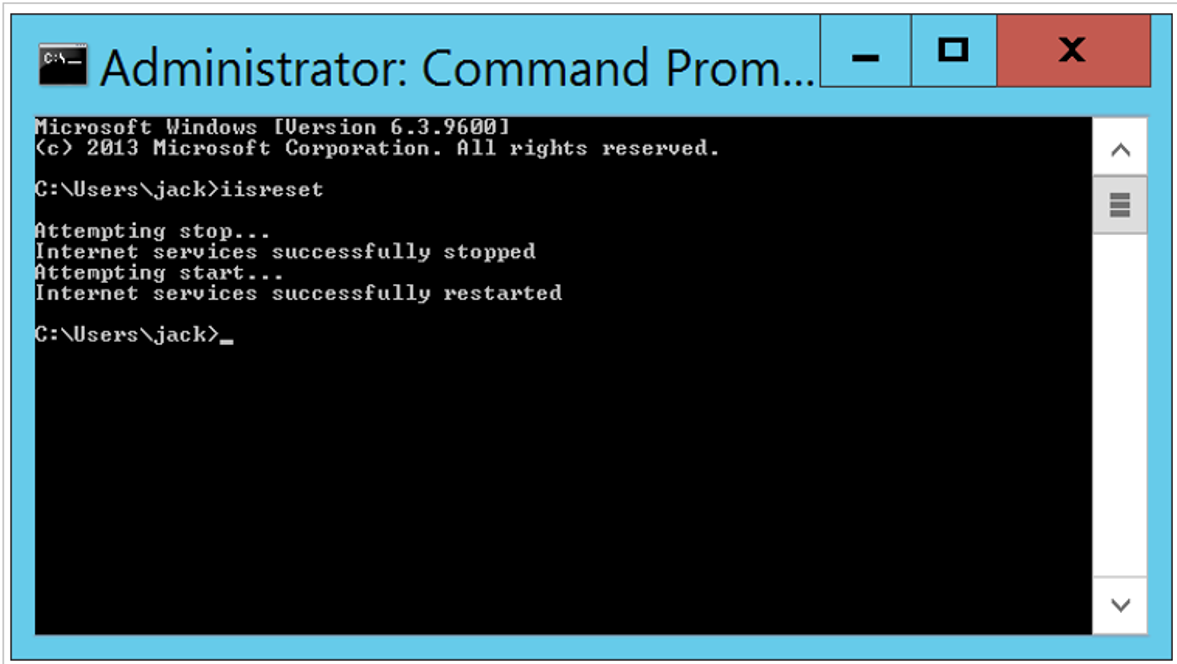 C:\
Administrator: Command Prom...
Microsoft Windows [Version 6.3.9600]
(c) 2013 Microsoft Corporation. All rights reserved.
C:\Users\jack>iisreset
Attempting stop...
Internet services successfully stopped
Attempting start...
Internet services successfully restarted
C:\Users\jack>_